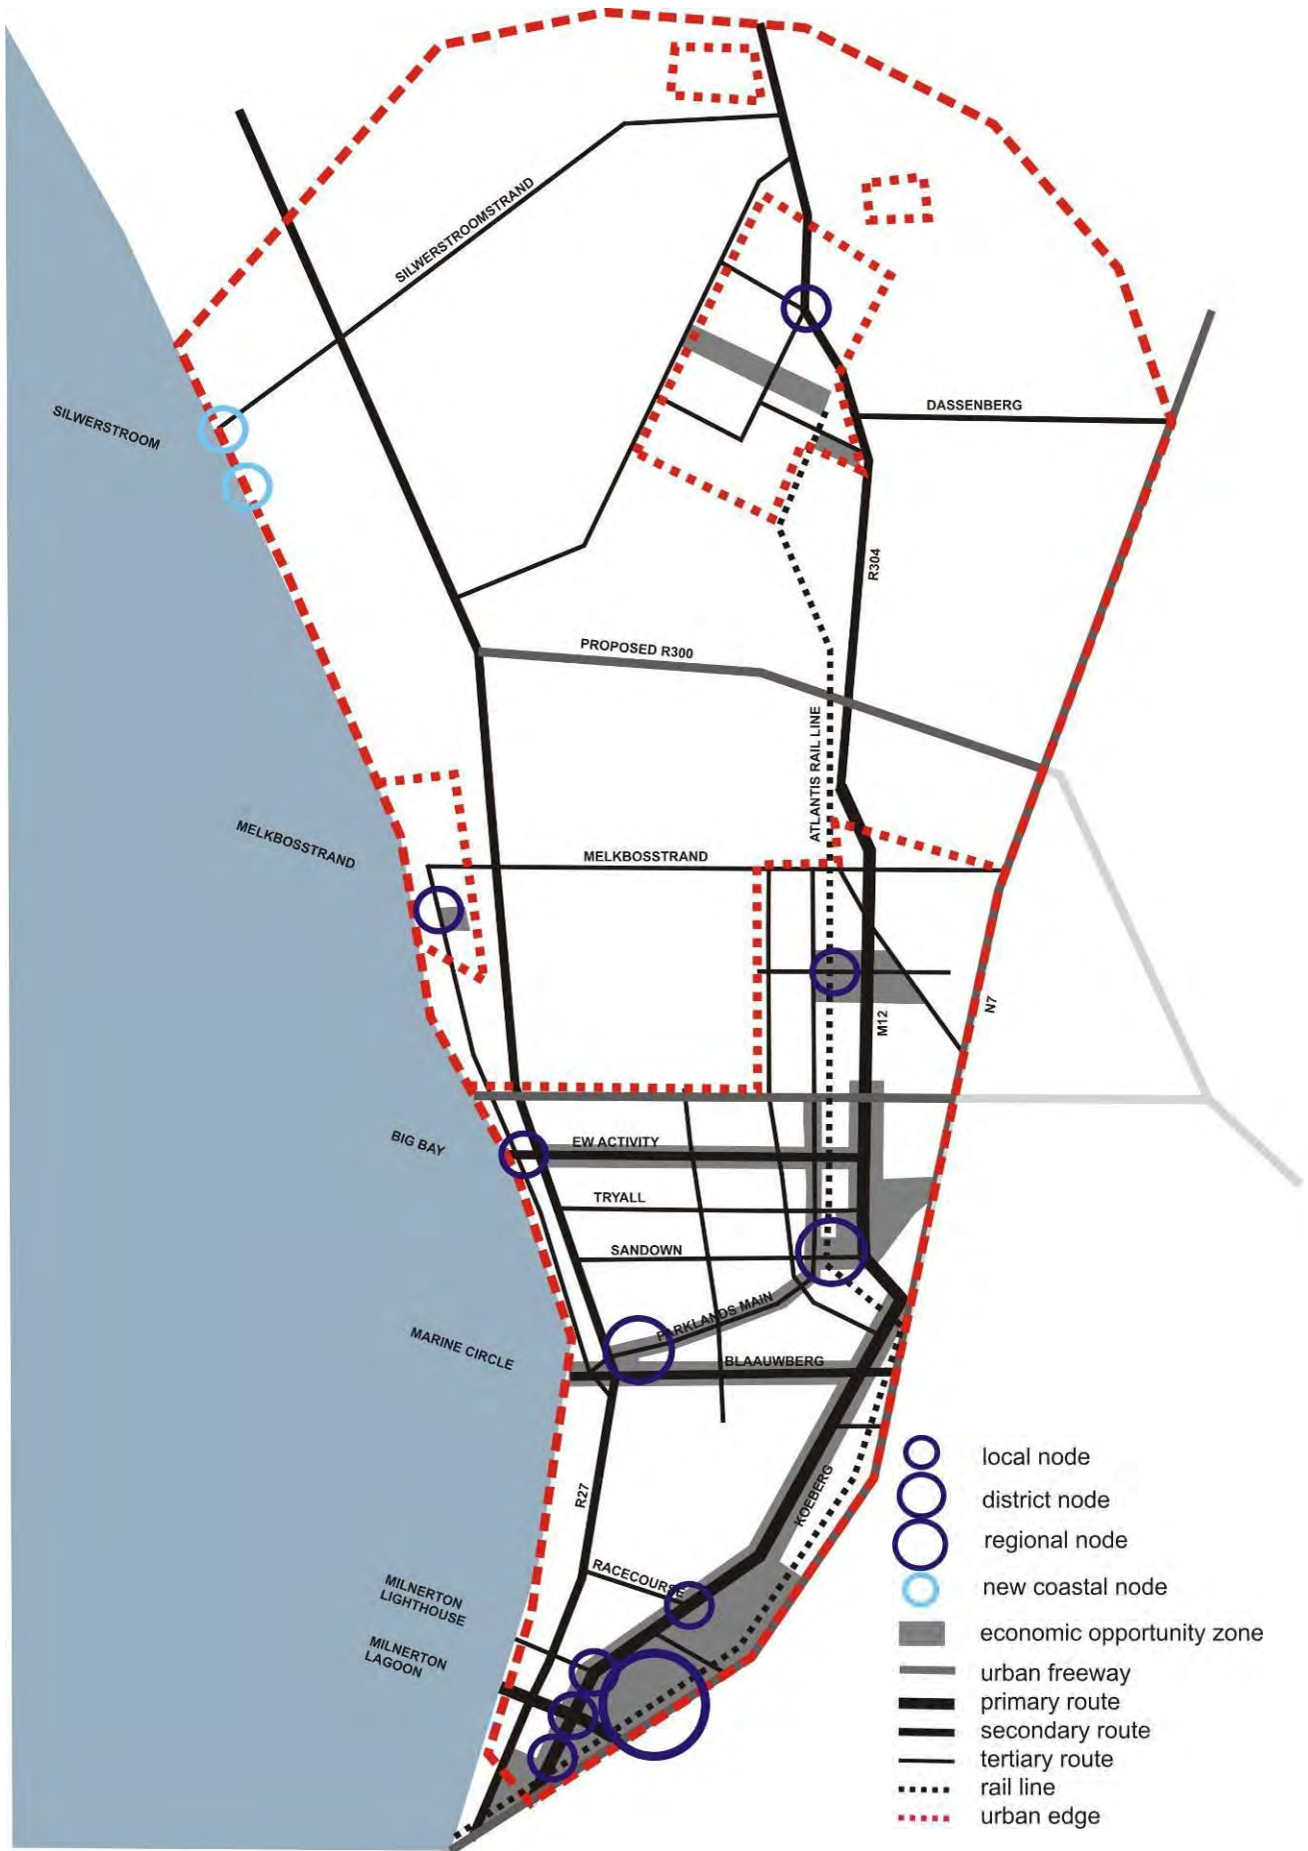 SILWERSTROOMSTRAND
SILWERSTROOM
DASSENBERG
R304
PROPOSED R300
ATLANTIS RAIL LINE
MELKBOSSTRAND
MELKBOSSTRAND
N7
M12
BIG BAY
EW ACTIVITY
TRYALL
SANDOWN
PARKLANDS MAIN
MARINE CIRCLE
BLAAUWBERG
R27
KOEBERG
RACECOURSE
MILNERTON
LIGHTHOUSE
MILNERTON
LAGOON
local node
district node
regional node
new coastal node
economic opportunity zone
urban freeway
primary route
secondary route
tertiary route
rail line
urban edge